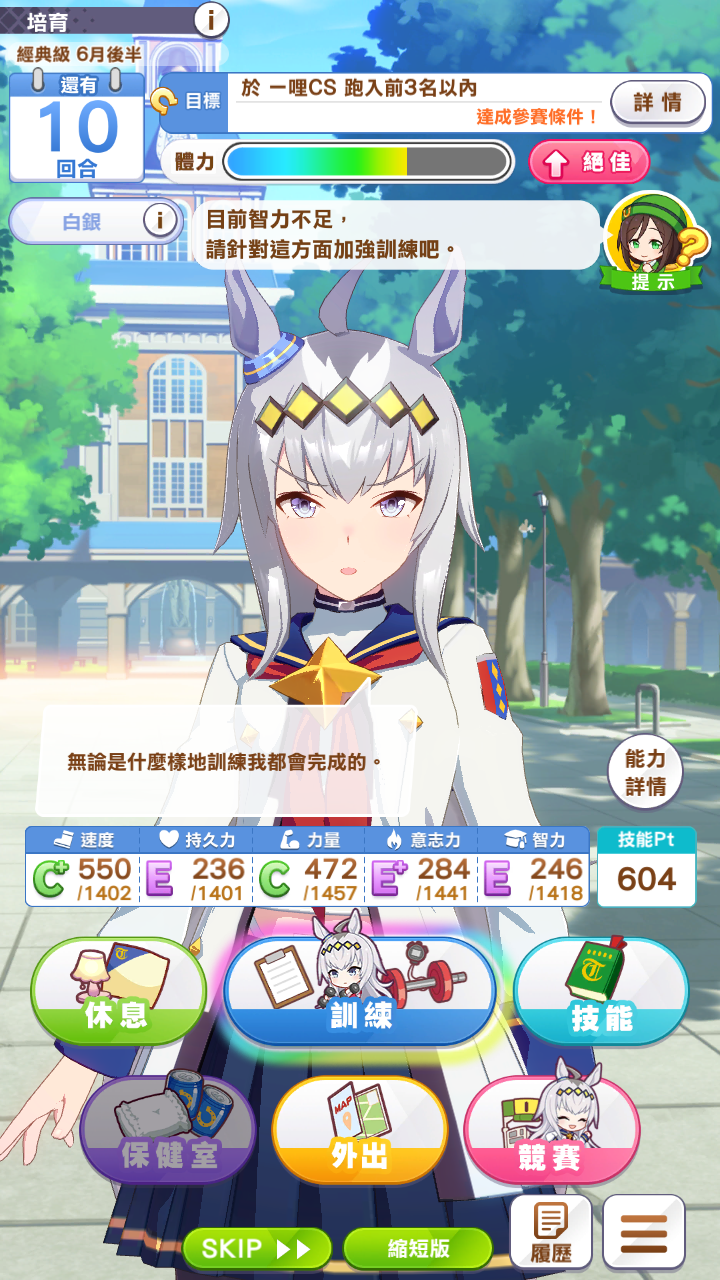 培育
i
經典級 6月後半
還有
10
回合
目標
於 一哩CS 跑入前3名以內
達成參賽條件！
詳情
體力
絕佳
白銀
i
目前智力不足，
請針對這方面加強訓練吧。
提示
無論是什麼樣地訓練我都會完成的。
能力
詳情
速度 持久力 力量 意志力 智力 技能Pt
C+ 550 E 236 C 472 E+ 284 E 246 604
/1402 /1401 /1457 /1441 /1418
休息
訓練
技能
保健室
MAP
外出
競賽
SKIP
縮短版
履歷